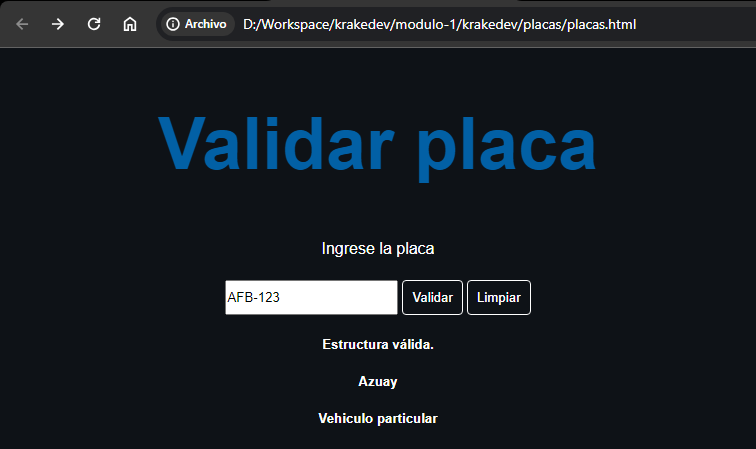 Archivo D:/Workspace/krakedev/modulo-1/krakedev/placas/placas.html
Validar placa
Ingrese la placa
AFB-123 Validar Limpiar
Estructura válida.
Azuay
Vehiculo particular